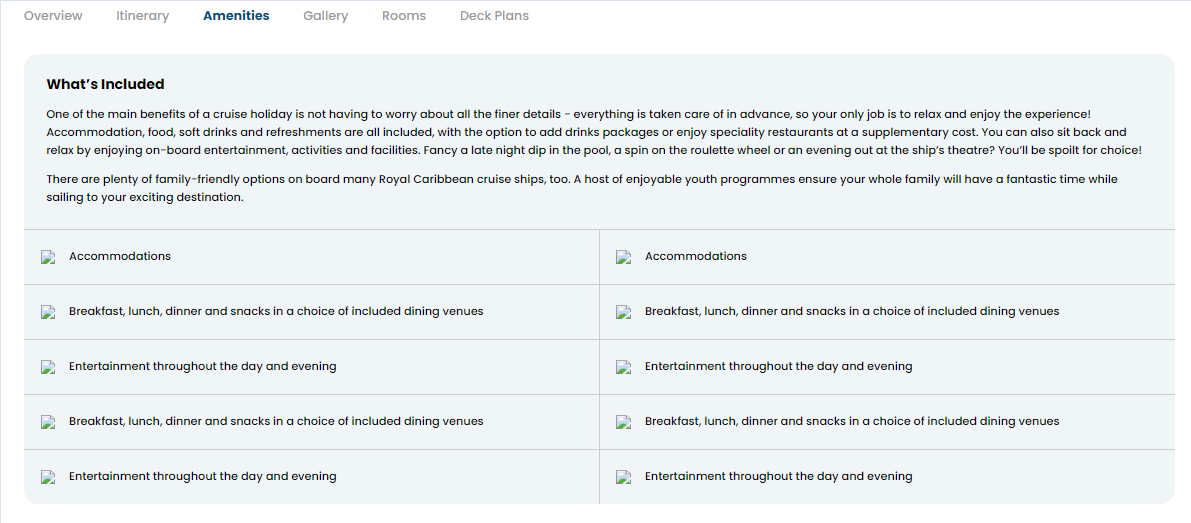 Overview Itinerary Amenities Gallery Rooms Deck Plans
What's Included
One of the main benefits of a cruise holiday is not having to worry about all the finer details - everything is taken care of in advance, so your only job is to relax and enjoy the experience!
Accommodation, food, soft drinks and refreshments are all included, with the option to add drinks packages or enjoy speciality restaurants at a supplementary cost. You can also sit back and
relax by enjoying on-board entertainment, activities and facilities. Fancy a late night dip in the pool, a spin on the roulette wheel or an evening out at the ship's theatre? You'll be spoilt for choice!
There are plenty of family-friendly options on board many Royal Caribbean cruise ships, too. A host of enjoyable youth programmes ensure your whole family will have a fantastic time while
sailing to your exciting destination.
Accommodations Accommodations
Breakfast, lunch, dinner and snacks in a choice of included dining venues Breakfast, lunch, dinner and snacks in a choice of included dining venues
Entertainment throughout the day and evening Entertainment throughout the day and evening
Breakfast, lunch, dinner and snacks in a choice of included dining venues Breakfast, lunch, dinner and snacks in a choice of included dining venues
Entertainment throughout the day and evening Entertainment throughout the day and evening